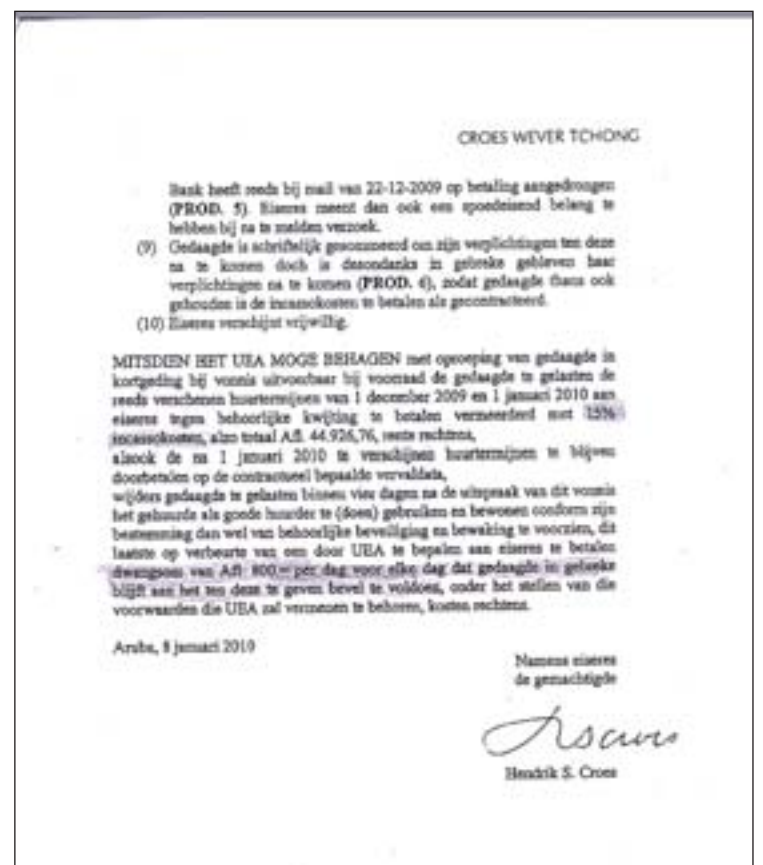 CROES WEVER TCHONG
Bank heeft reeds bij mail van 22-12-2009 op betaling aangedrongen
(PROD. 5). Eiseres meent dan ook een spoedeisend belang te
hebben bij na te melden verzoek.
(9) Gedaagde is schriftelijk gesommeerd om zijn verplichtingen ten deze
na te komen doch is desondanks in gebreke gebleven haar
verplichtingen na te komen (PROD. 6), zodat gedaagde thans ook
gehouden is de incassokosten te betalen als gecontracteerd.
(10) Eiseres verschijnt vrijwillig.
MITSDIEN HET UEA MOGE BEHAGEN met oproeping van gedaagde in
kortgeding bij vonnis uitvoerbaar bij voorraad de gedaagde te gelasten de
reeds verschenen huurtermijnen van 1 december 2009 en 1 januari 2010 aan
eiseres tegen behoorlijke kwijting te betalen vermeerderd met 15%
incassokosten, alzo totaal Afl. 44.926,76, rente rechtens,
alsook de na 1 januari 2010 te verschijnen huurtermijnen te blijven
doorbetalen op de contractueel bepaalde vervaldata,
wijders gedaagde te gelasten binnen vier dagen na de uitspraak van dit vonnis
het gehuurde als goede huurder te (doen) gebruiken en bewonen conform zijn
bestemming dan wel van behoorlijke beveiliging en bewaking te voorzien, dit
laatste op verbeurte van een door UEA te bepalen aan eiseres te betalen
dwangsom van Afl. 800,= per dag voor elke dag dat gedaagde in gebreke
blijft aan het ten deze te geven bevel te voldoen, onder het stellen van die
voorwaarden die UEA zal vermenen te behoren, kosten rechtens.
Aruba, 8 januari 2010
Namens eiseres
de gemachtigde
Hendrik S. Croes